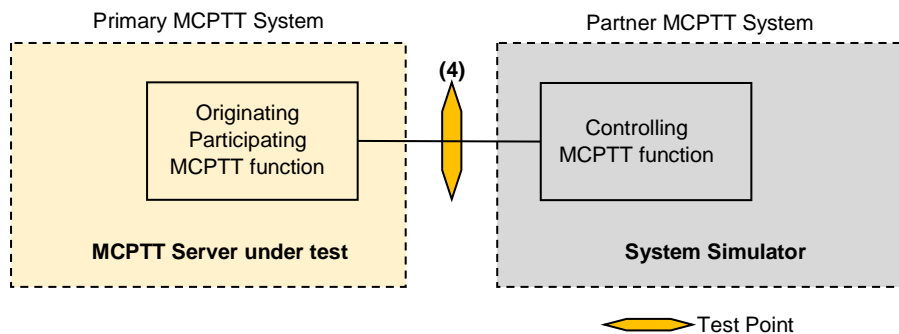 Primary MCPTT System
Partner MCPTT System
(4)
Originating
Participating
MCPTT function
Controlling
MCPTT function
MCPTT Server under test
System Simulator
Test Point